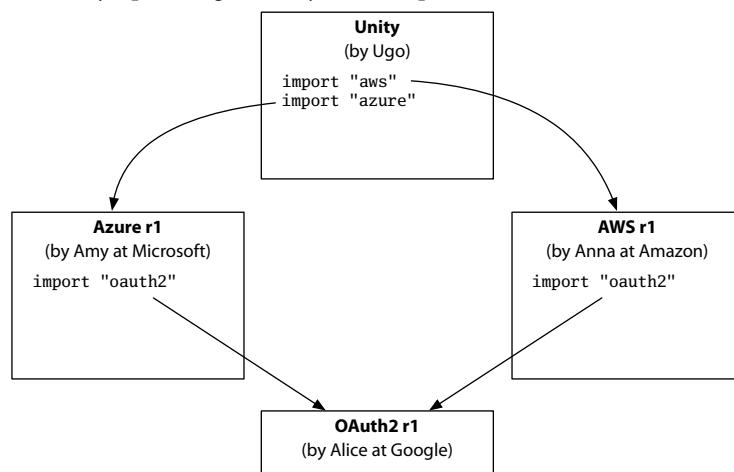 Unity
(by Ugo)
import "aws"
import "azure"
Azure r1
(by Amy at Microsoft)
import "oauth2"
AWS r1
(by Anna at Amazon)
import "oauth2"
OAuth2 r1
(by Alice at Google)